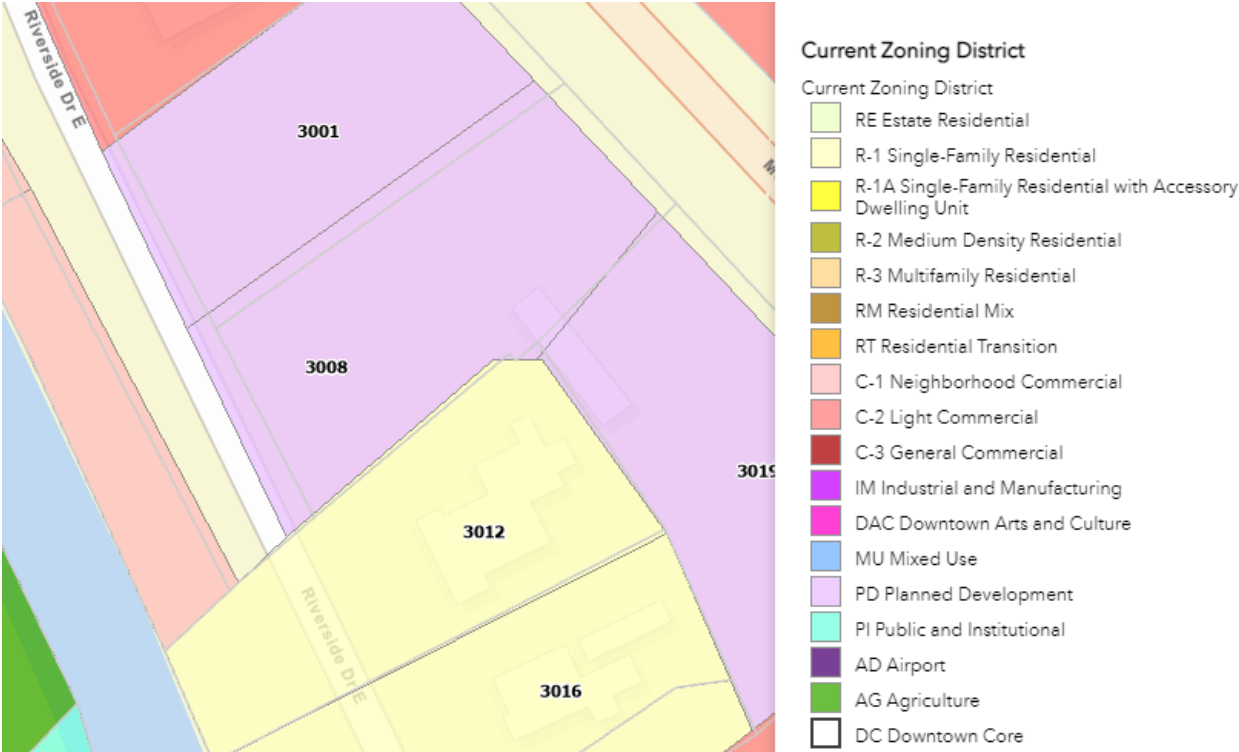 Riverside Dr E
3001
3008
3019
3012
Riverside Dr E
3016
Current Zoning District
Current Zoning District
RE Estate Residential
R-1 Single-Family Residential
R-1A Single-Family Residential with Accessory
Dwelling Unit
R-2 Medium Density Residential
R-3 Multifamily Residential
RM Residential Mix
RT Residential Transition
C-1 Neighborhood Commercial
C-2 Light Commercial
C-3 General Commercial
IM Industrial and Manufacturing
DAC Downtown Arts and Culture
MU Mixed Use
PD Planned Development
PI Public and Institutional
AD Airport
AG Agriculture
DC Downtown Core